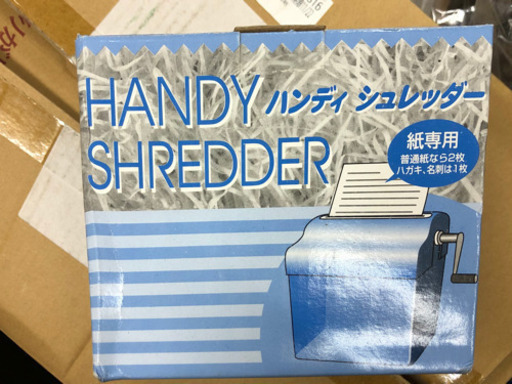 HANDY ハンディ シュレッダー
SHREDDER
紙専用
普通紙なら2枚
ハガキ、名刺は1枚